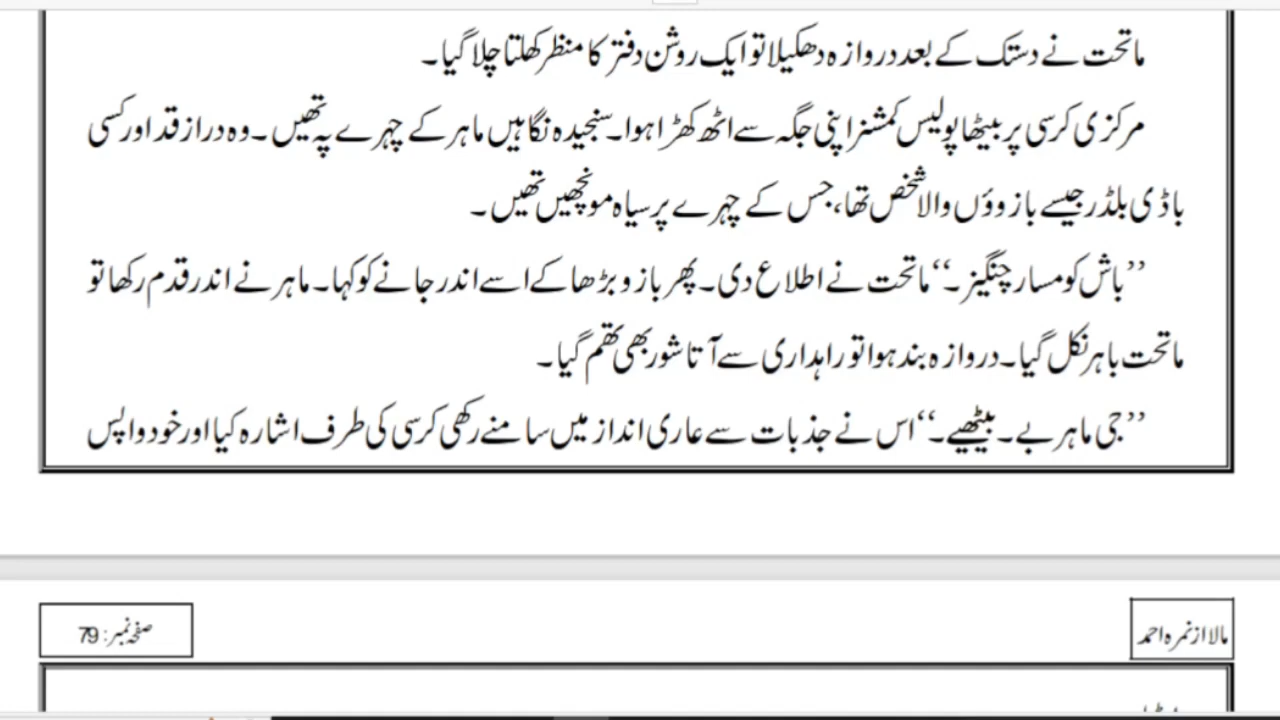 ماتحت نے دستک کے بعد دروازہ دھکیلا تو ایک روشن دفتر کا منظر کھلتا چلا گیا۔
مرکزی کرسی پر بیٹھا پولیس کمشنر اپنی جگہ سے اٹھ کھڑا ہوا۔ سنجیدہ نگاہیں ماہر کے چہرے پہ تھیں۔ وہ دراز قد اور کسی
باڈی بلڈر جیسے بازوؤں والا شخص تھا، جس کے چہرے پر سیاہ مونچھیں تھیں۔
’’باش کومسار چنگیز۔‘‘ ماتحت نے اطلاع دی۔ پھر بازو بڑھا کے اسے اندر جانے کو کہا۔ ماہر نے اندر قدم رکھا تو
ماتحت باہر نکل گیا۔ دروازہ بند ہوا تو راہداری سے آتا شور بھی تھم گیا۔
’’جی ماہر بے۔ بیٹھیے۔‘‘ اس نے جذبات سے عاری انداز میں سامنے رکھی کرسی کی طرف اشارہ کیا اور خود واپس
مالا از نمرہ احمد
صفحہ نمبر: 79